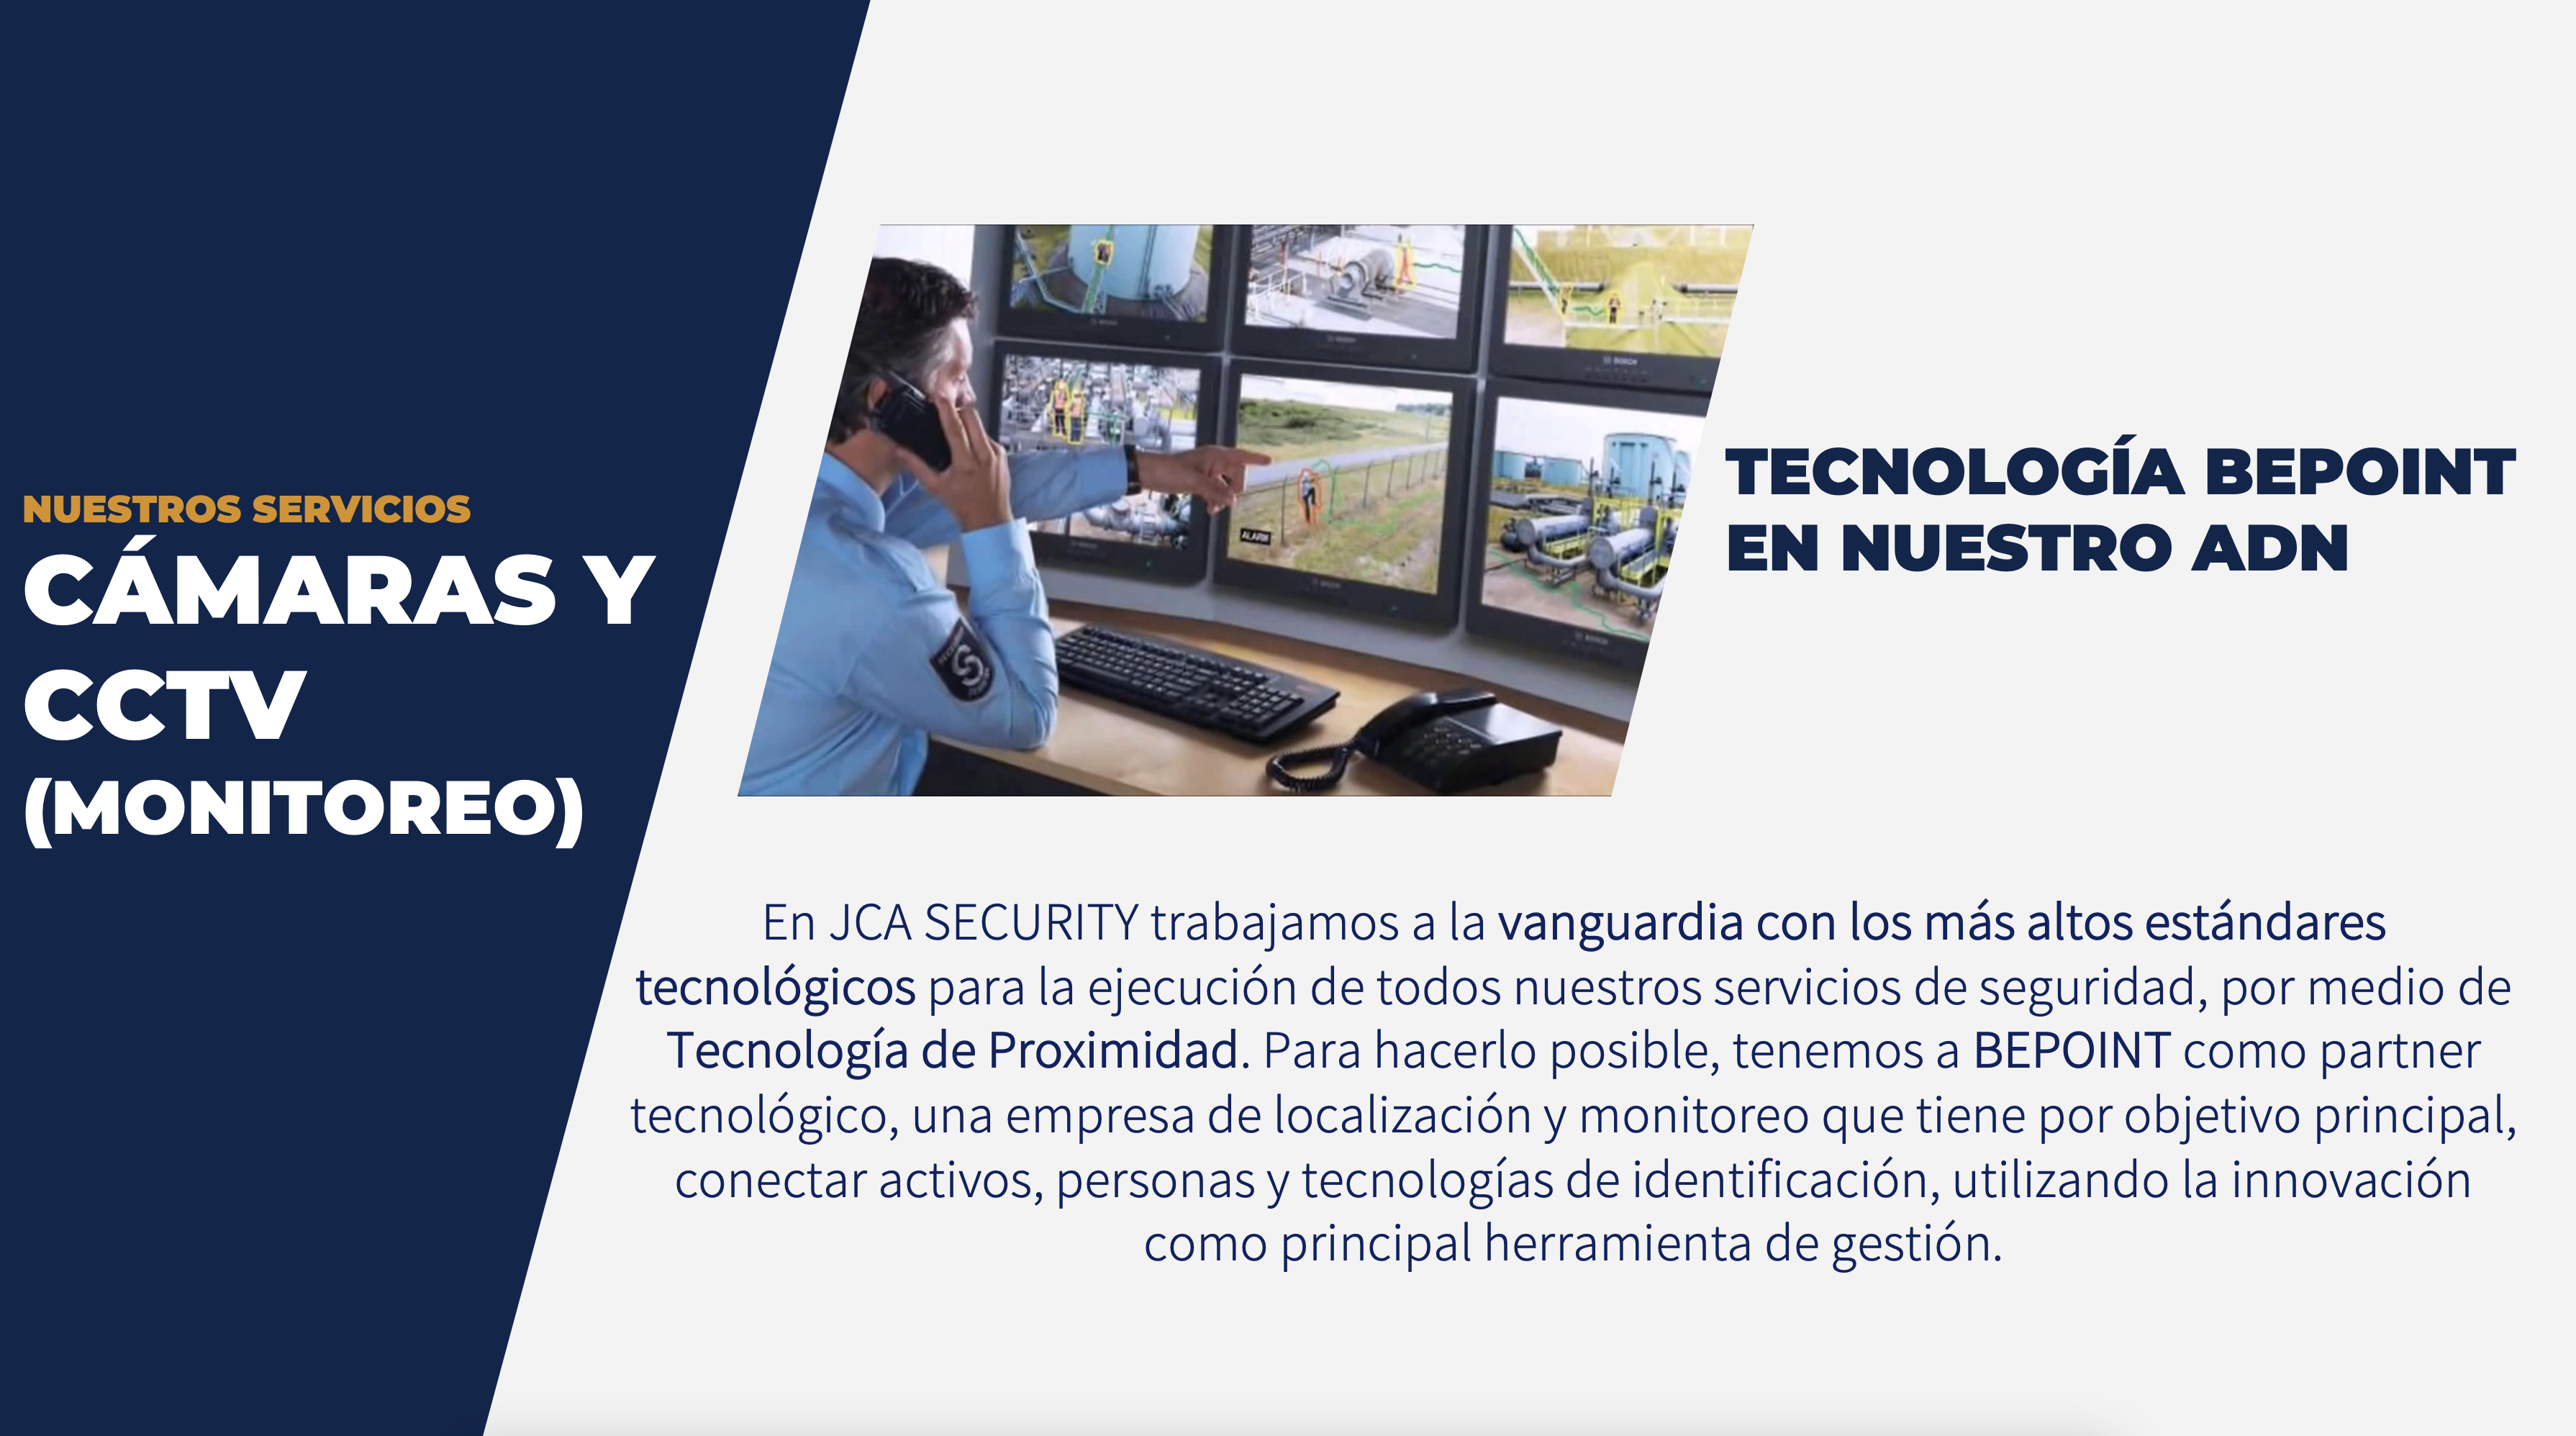 NUESTROS SERVICIOS
CÁMARAS Y
CCTV
(MONITOREO)
TECNOLOGÍA BEPOINT
EN NUESTRO ADN
ALARM
BOSCH
En JCA SECURITY trabajamos a la vanguardia con los más altos estándares
tecnológicos para la ejecución de todos nuestros servicios de seguridad, por medio de
Tecnología de Proximidad. Para hacerlo posible, tenemos a BEPOINT como partner
tecnológico, una empresa de localización y monitoreo que tiene por objetivo principal,
conectar activos, personas y tecnologías de identificación, utilizando la innovación
como principal herramienta de gestión.